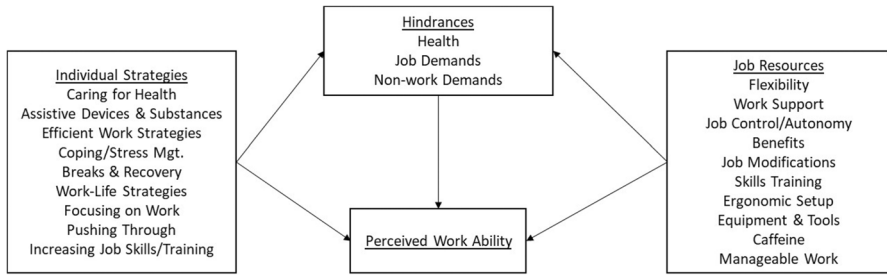 Hindrances
Health
Job Demands
Non-work Demands
Individual Strategies
Caring for Health
Assistive Devices & Substances
Efficient Work Strategies
Coping/Stress Mgt.
Breaks & Recovery
Work-Life Strategies
Focusing on Work
Pushing Through
Increasing Job Skills/Training
Job Resources
Flexibility
Work Support
Job Control/Autonomy
Benefits
Job Modifications
Skills Training
Ergonomic Setup
Equipment & Tools
Caffeine
Manageable Work
Perceived Work Ability